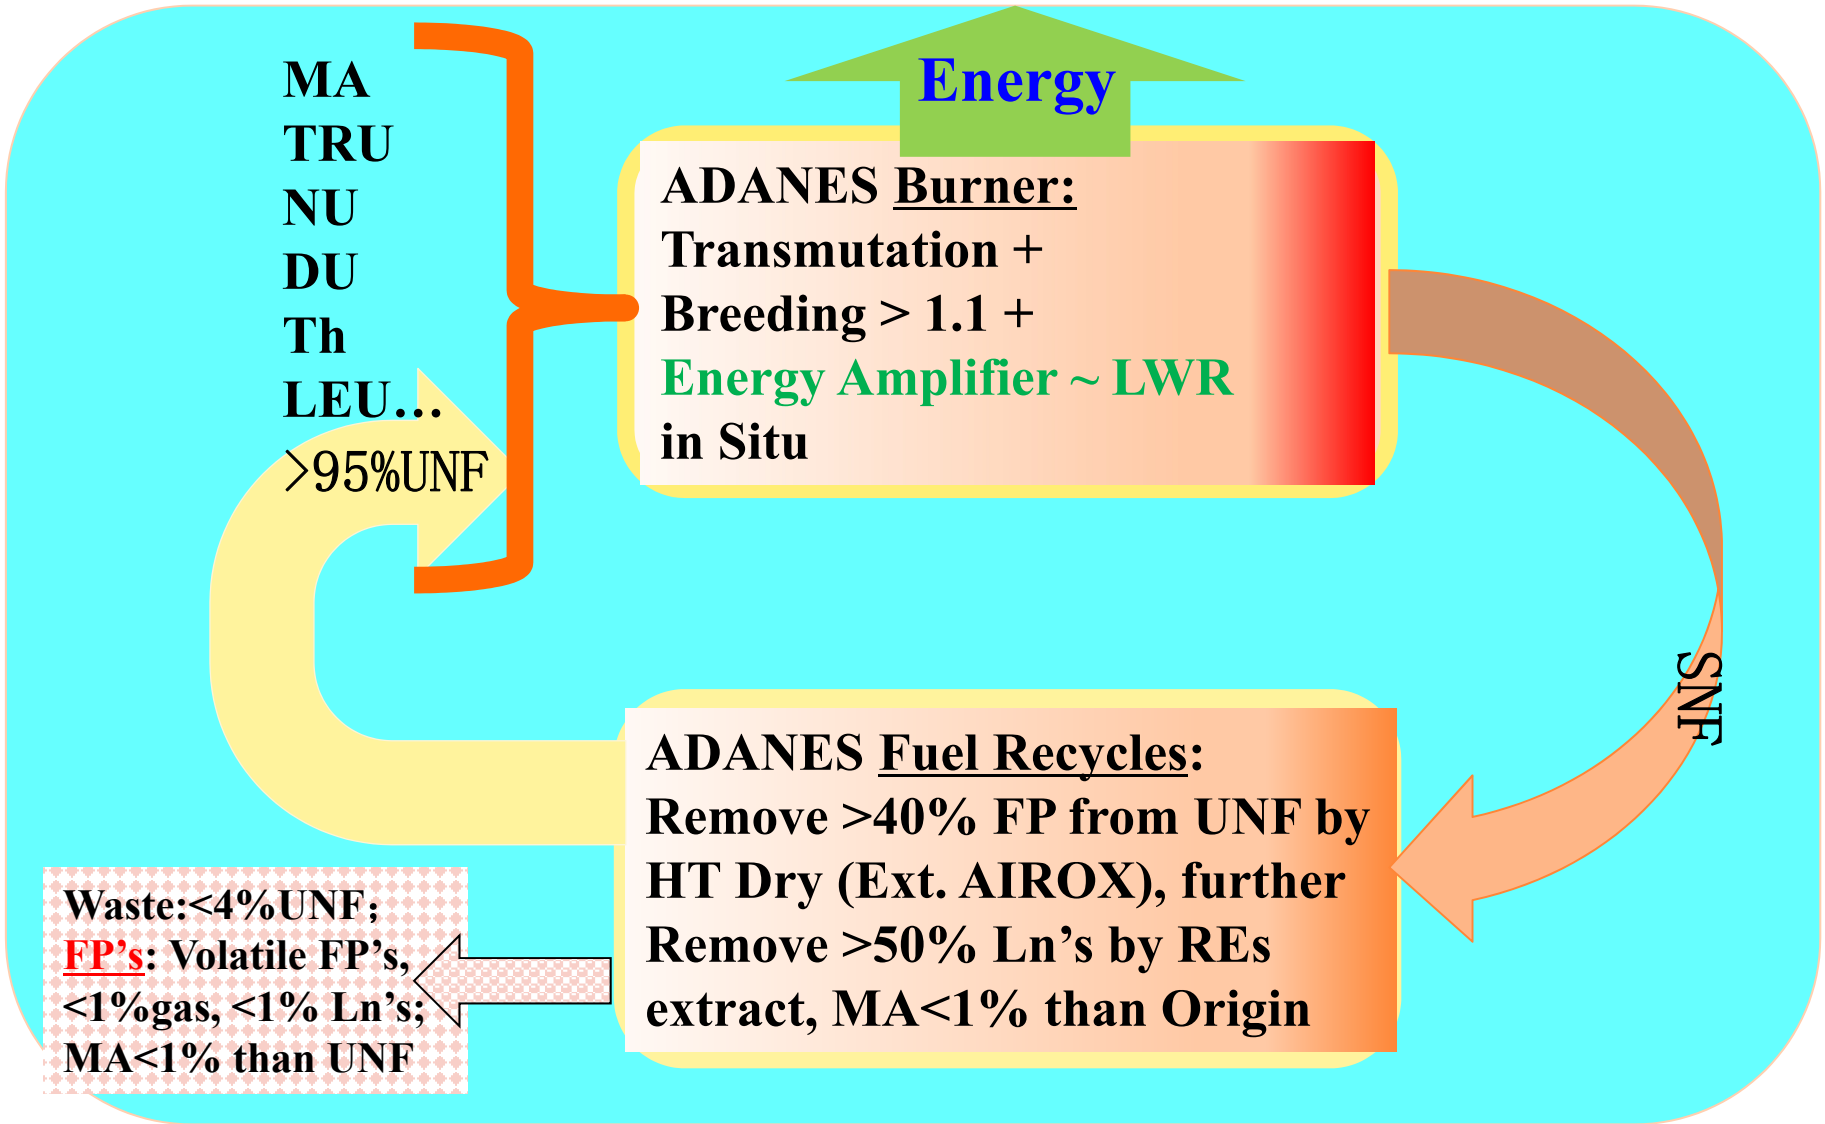 Energy
MA
TRU
NU
DU
Th
LEU…
>95%UNF
ADANES Burner:
Transmutation +
Breeding > 1.1 +
Energy Amplifier ~ LWR
in Situ
SNF
ADANES Fuel Recycles:
Remove >40% FP from UNF by
HT Dry (Ext. AIROX), further
Remove >50% Ln’s by REs
extract, MA<1% than Origin
Waste:<4%UNF;
FP’s: Volatile FP’s,
<1%gas, <1% Ln’s;
MA<1% than UNF